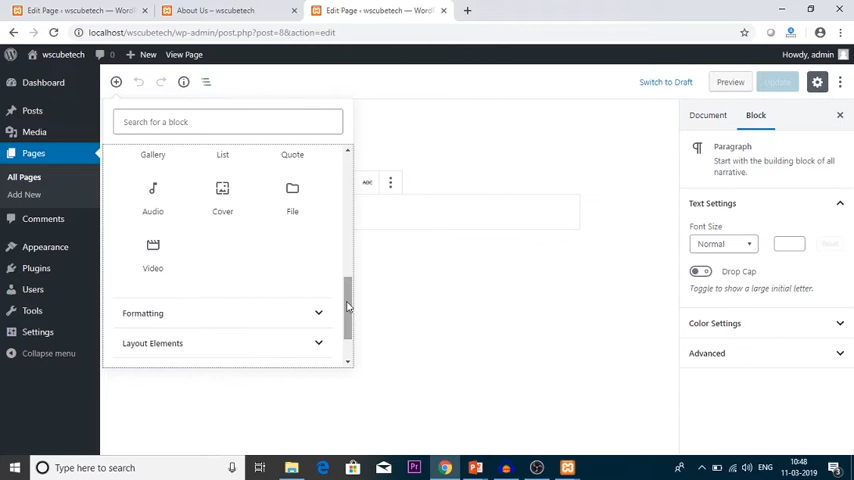 Edit Page ‹ wscubetech — WordPr
About Us – wscubetech
Edit Page ‹ wscubetech — WordPr
localhost/wscubetech/wp-admin/post.php?post=8&action=edit
wscubetech 0 New View Page Howdy, admin
Dashboard
Posts
Media
Pages
All Pages
Add New
Comments
Appearance
Plugins
Users
Tools
Settings
Collapse menu
Switch to Draft Preview Update
Search for a block
Gallery List Quote
Audio Cover File
Video
Formatting
Layout Elements
ABC
Document Block
Paragraph
Start with the building block of all
narrative.
Text Settings
Font Size
Normal Reset
Drop Cap
Toggle to show a large initial letter.
Color Settings
Advanced
Type here to search
Pr
ENG
10:48
11-03-2019
3